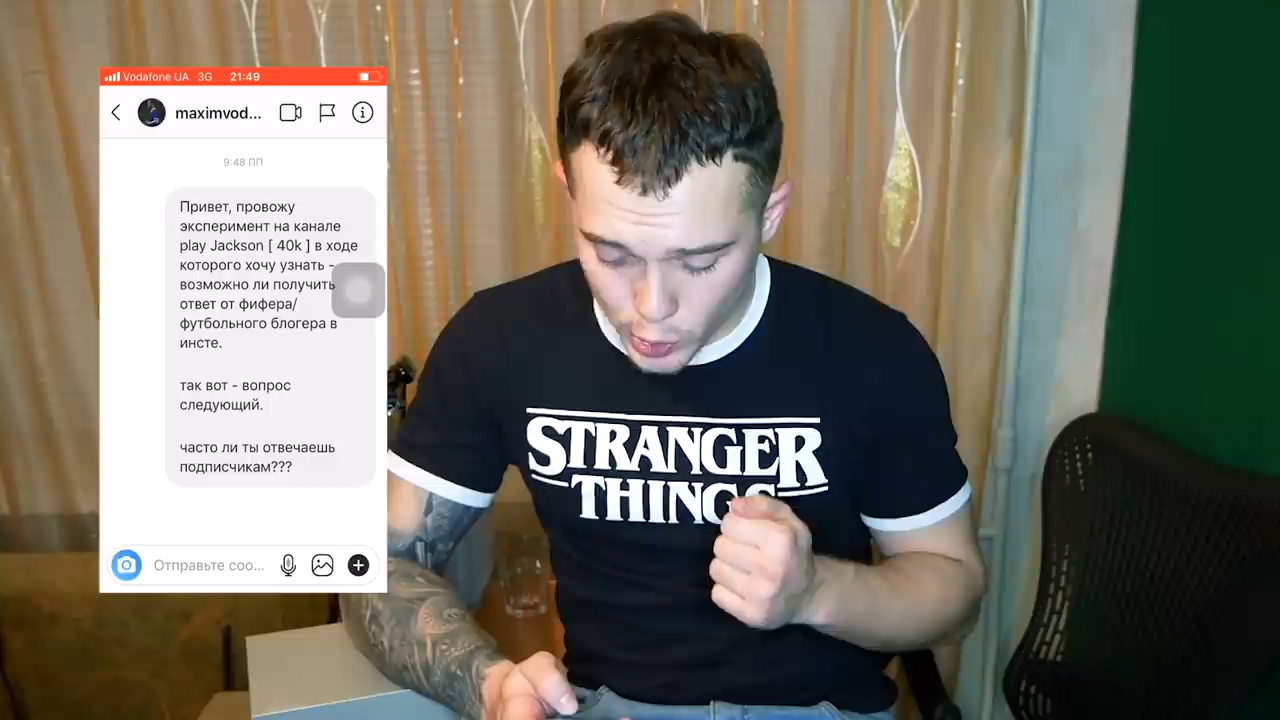 Vodafone UA 3G 21:49
maximvod...
9:48 ПП
Привет, провожу
эксперимент на канале
play Jackson [ 40k ] в ходе
которого хочу узнать -
возможно ли получить
ответ от фифера/
футбольного блогера в
инсте.
так вот - вопрос
следующий.
часто ли ты отвечаешь
подписчикам???
Отправьте соо...
STRANGER
THINGS